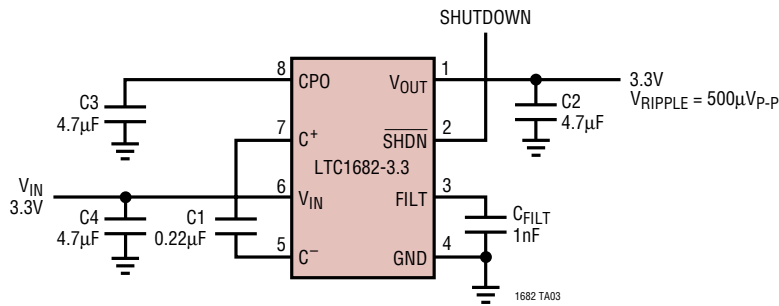 SHUTDOWN
8
CPO
VOUT
1
3.3V
VRIPPLE = 500µVP-P
C3
4.7µF
C2
4.7µF
7
C+
SHDN
2
LTC1682-3.3
VIN
3.3V
6
VIN
FILT
3
C4
4.7µF
C1
0.22µF
CFILT
1nF
5
C–
GND
4
1682 TA03